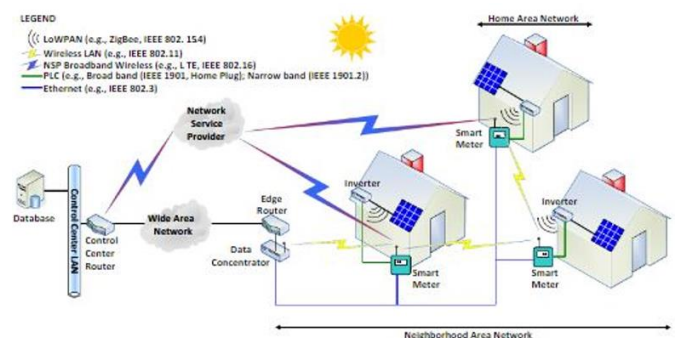 LEGEND
LoWPAN (e.g., ZigBee, IEEE 802. 154)
Wireless LAN (e.g., IEEE 802.11)
NSP Broadband Wireless (e.g., L TE, IEEE 802.16)
PLC (e.g., Broad band (IEEE 1901, Home Plug); Narrow band (IEEE 1901.2))
Ethernet (e.g., IEEE 802.3)
Home Area Network
Network
Service
Provider
Smart
Meter
Database
Control Center LAN
Control
Center
Router
Wide Area
Network
Edge
Router
Data
Concentrator
Inverter
Smart
Meter
Inverter
Smart
Meter
Neighborhood Area Network